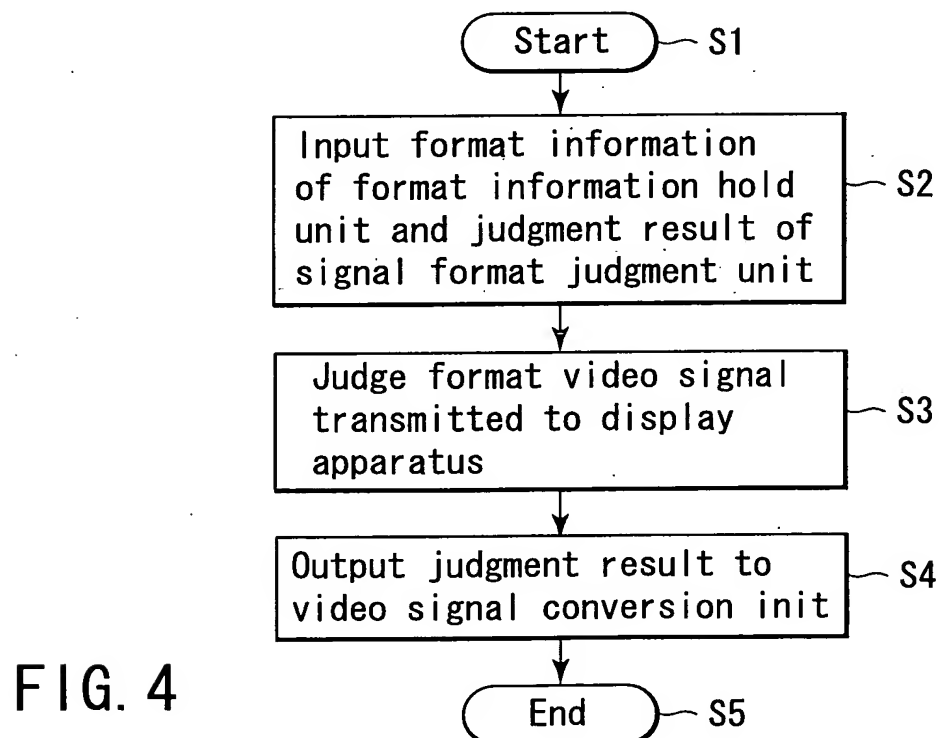 Start
S1
Input format information
of format information hold
unit and judgment result of
signal format judgment unit
S2
Judge format video signal
transmitted to display
apparatus
S3
Output judgment result to
video signal conversion init
S4
End
S5
FIG. 4